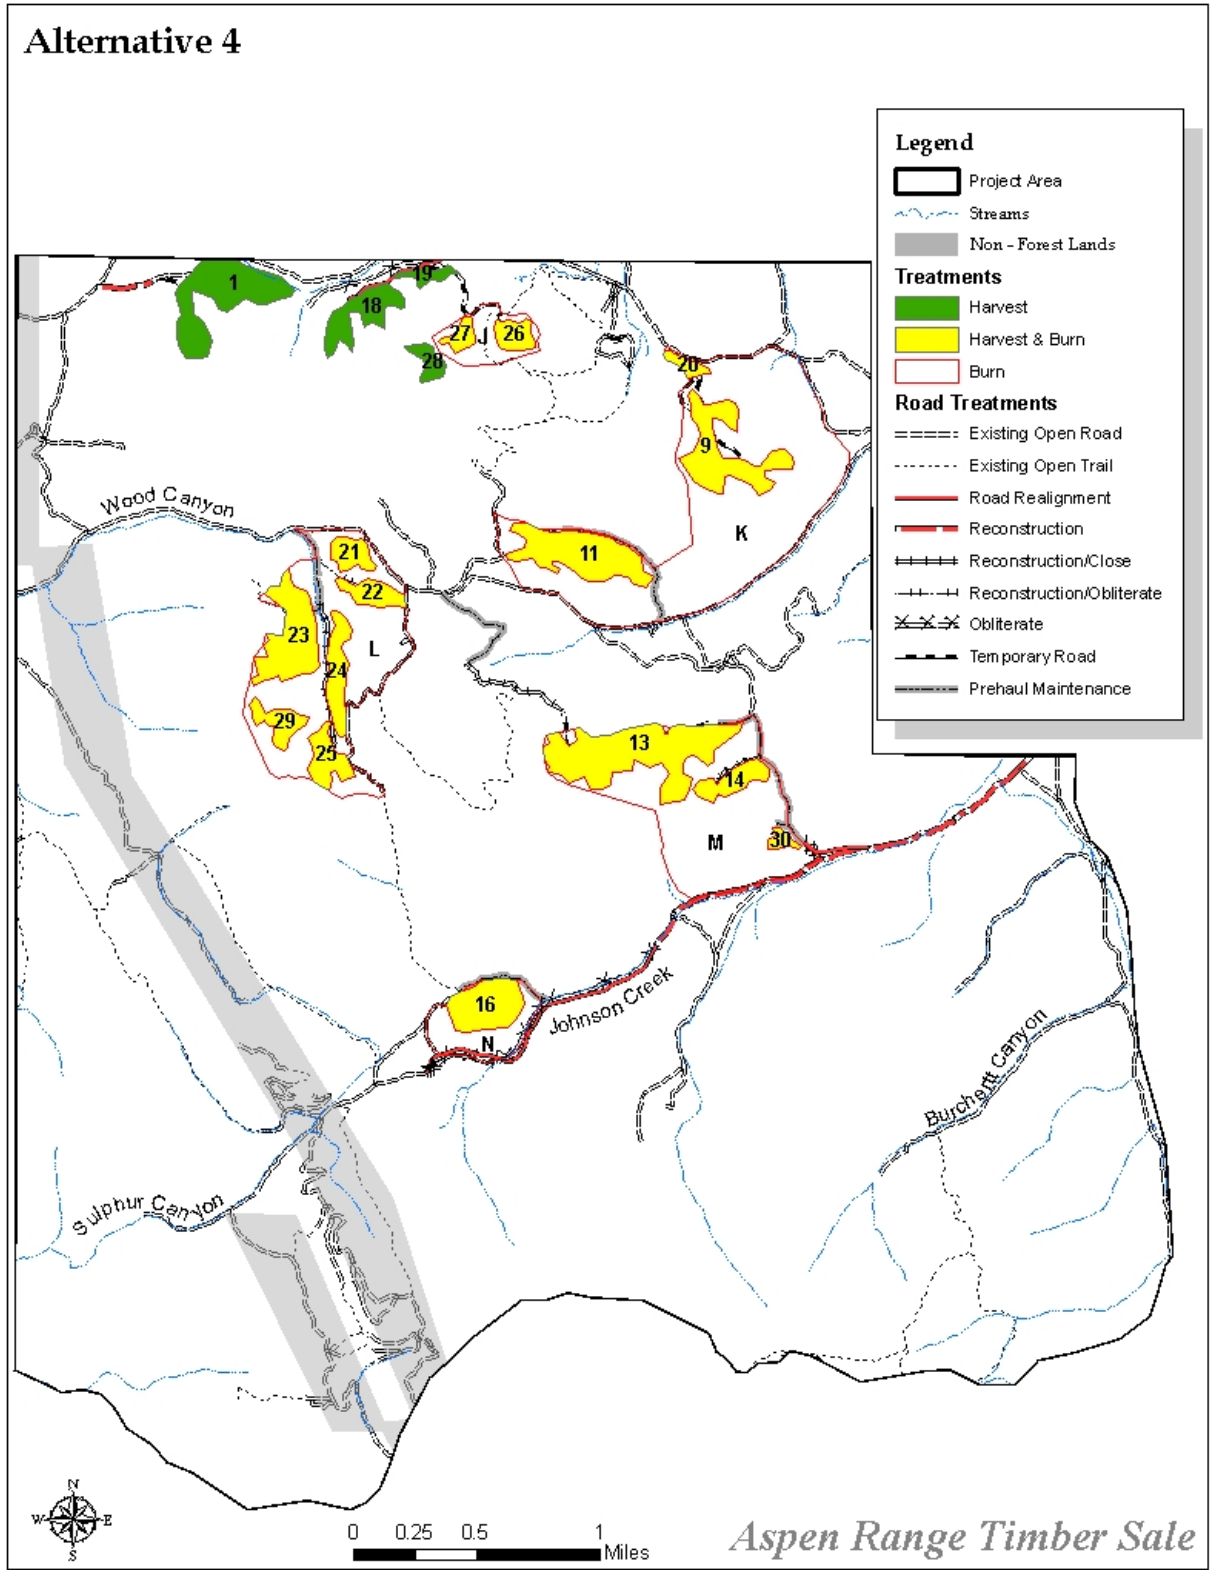 Alternative 4
Legend
Project Area
Streams
Non - Forest Lands
Treatments
Harvest
Harvest & Burn
Burn
Road Treatments
Existing Open Road
Existing Open Trail
Road Realignment
Reconstruction
Reconstruction/Close
Reconstruction/Obliterate
Obliterate
Temporary Road
Prehaul Maintenance
1
19
18
27
J
26
28
20
9
K
Wood Canyon
21
11
22
23
L
24
29
25
13
14
M
30
16
N
Johnson Creek
Burchertt Canyon
Sulphur Canyon
N
W
E
S
0 0.25 0.5 1
Miles
Aspen Range Timber Sale